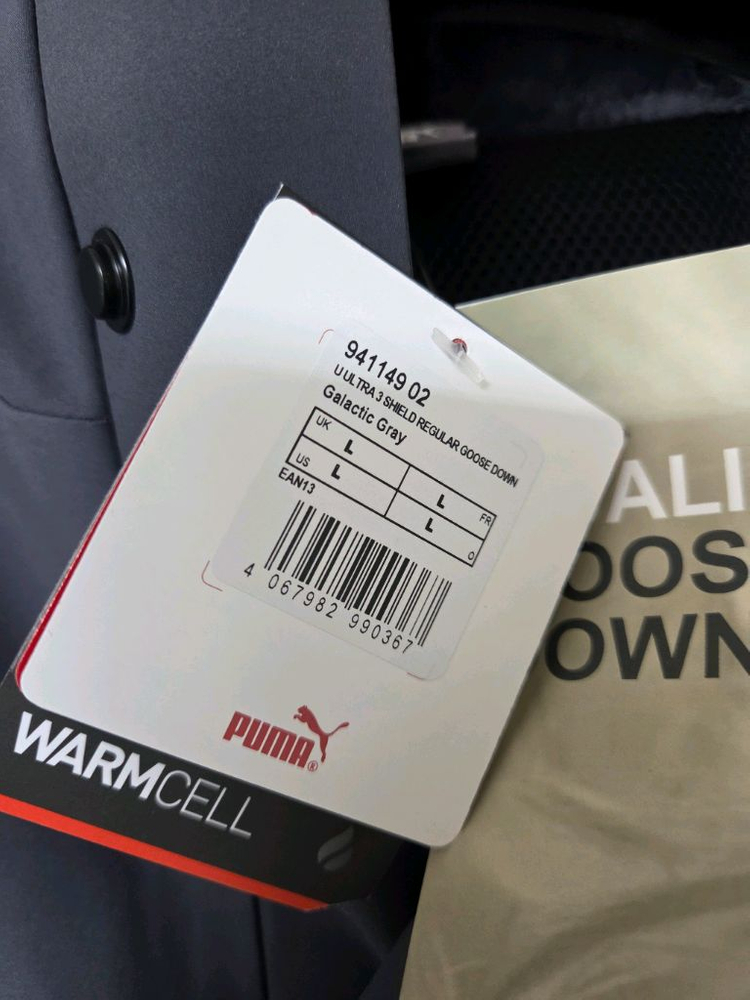 941149 02
U ULTRA 3 SHIELD REGULAR GOOSE DOWN
Galactic Gray
UK L
L FR
US L
L O
EAN13
4 067982 990367
PUMA®
WARMCELL
ALI
OOS
OWN